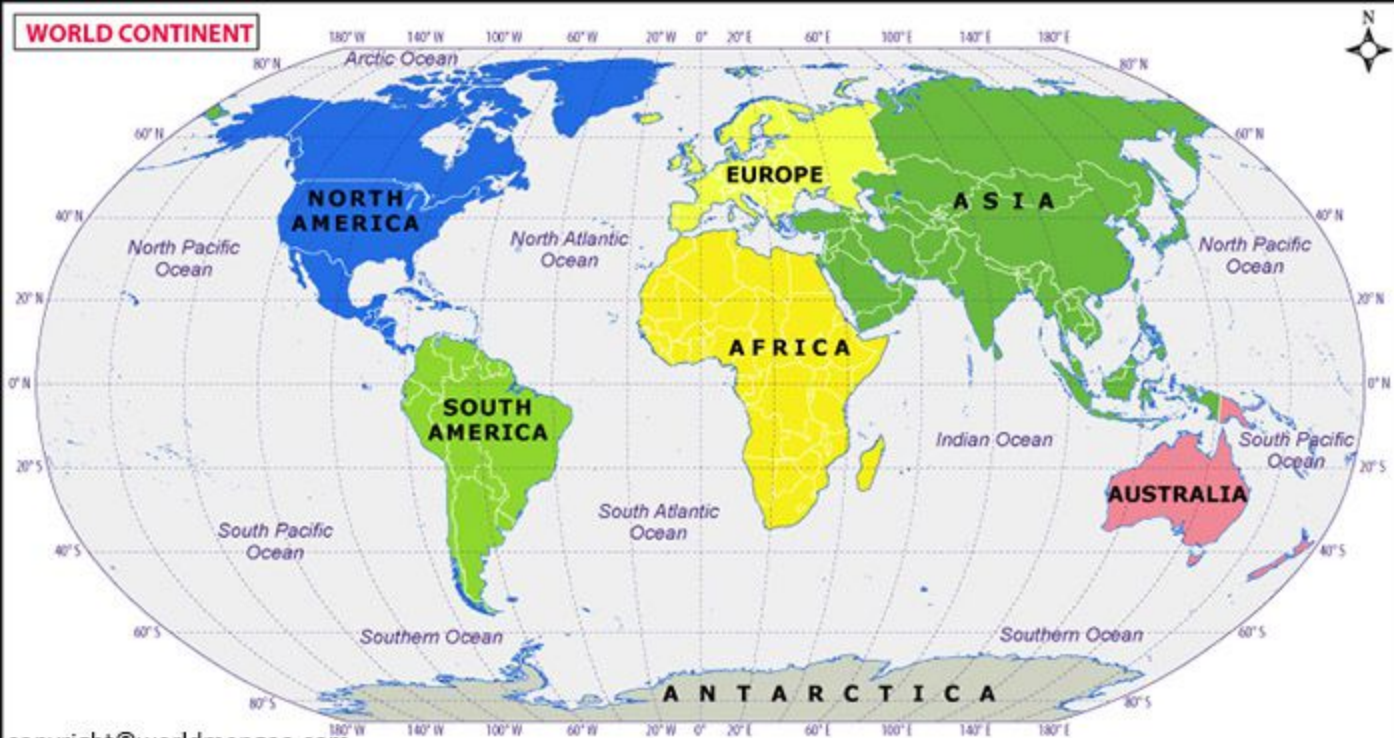 WORLD CONTINENT
N
180° W 140° W 100° W 60° W 20° W 0° 20° E 60° E 100° E 140° E 180° E
Arctic Ocean
80° N 80° N
60° N 60° N
EUROPE
NORTH
AMERICA
ASIA
40° N 40° N
North Pacific
Ocean
North Atlantic
Ocean
North Pacific
Ocean
20° N 20° N
AFRICA
0° N 0° N
SOUTH
AMERICA
Indian Ocean
South Pacific
Ocean
20° S
AUSTRALIA
South Atlantic
Ocean
South Pacific
Ocean
40° S 40° S
60° S 60° S
Southern Ocean
Southern Ocean
ANTARCTICA
80° S 80° S
180° W 140° W 100° W 60° W 20° W 0° 20° E 60° E 100° E 140° E 180° E